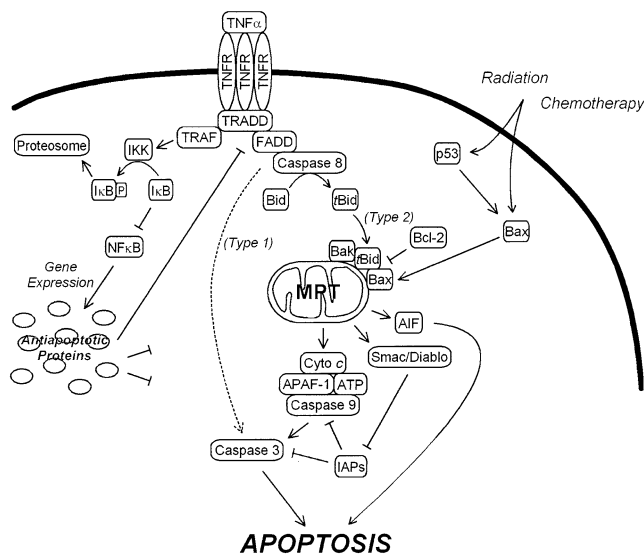 TNFα
TNFR
TNFR
TNFR
TRADD
TRAF
FADD
Caspase 8
IKK
Proteosome
IκB
P
IκB
NFκB
Gene
Expression
Antiapoptotic
Proteins
Bid
tBid
(Type 1)
(Type 2)
Radiation
Chemotherapy
p53
Bax
Bcl-2
Bak
tBid
Bax
MPT
AIF
Smac/Diablo
Cyto c
APAF-1
ATP
Caspase 9
Caspase 3
IAPs
APOPTOSIS